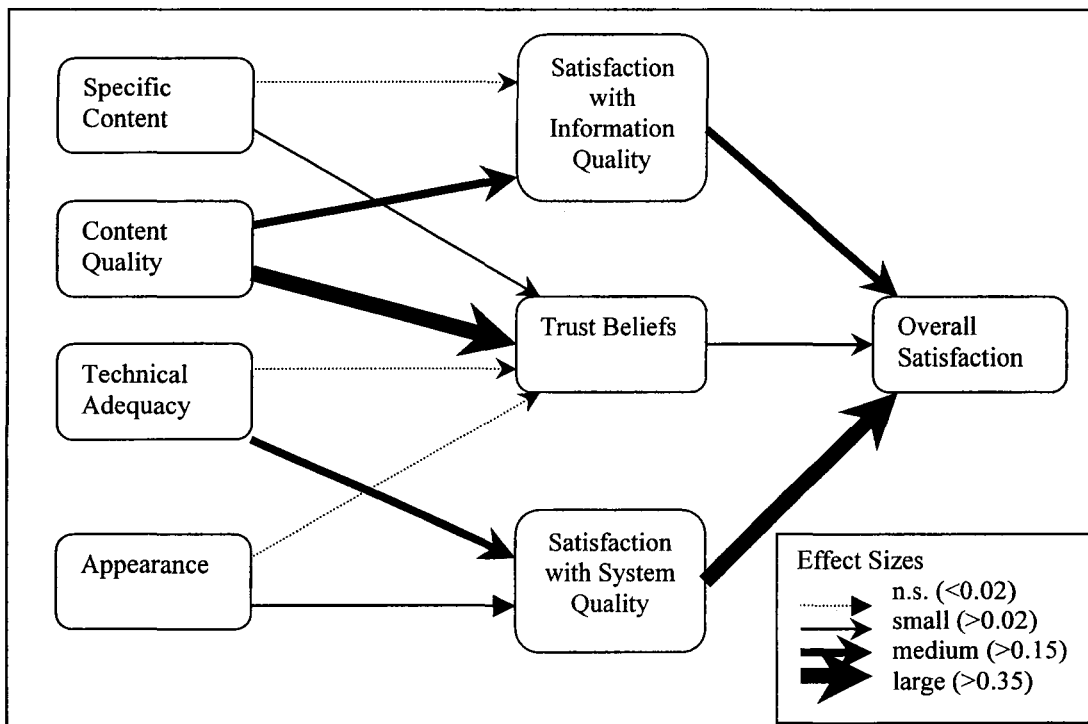 Specific
Content
Satisfaction
with
Information
Quality
Content
Quality
Trust Beliefs
Overall
Satisfaction
Technical
Adequacy
Appearance
Satisfaction
with System
Quality
Effect Sizes
n.s. (<0.02)
small (>0.02)
medium (>0.15)
large (>0.35)